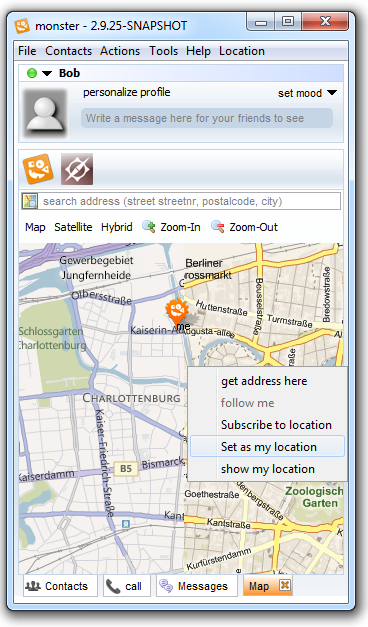 monster - 2.9.25-SNAPSHOT
File Contacts Actions Tools Help Location
Bob
personalize profile set mood
Write a message here for your friends to see
search address (street streetnr, postalcode, city)
Map Satellite Hybrid Zoom-In Zoom-Out
Gewerbegebiet
Jungfernheide
Berliner
rossmarkt
Olbersstraße
Huttenstraße
Beusselstraße
Bredowstraße
Turmstraße
me
Kaiserin-A
ugusta-allee
Schlossgarten
Charlottenburg
Kaiser-Friedrich-
CHARLOTTENBURG
get address here
follow me
Subscribe to location
Set as my location
show my location
Kaiserdamm
B5
Bismarck
Goethestraße
Kantstraße
Kurfürstendamm
Zoologisch
Garten
Contacts call Messages Map